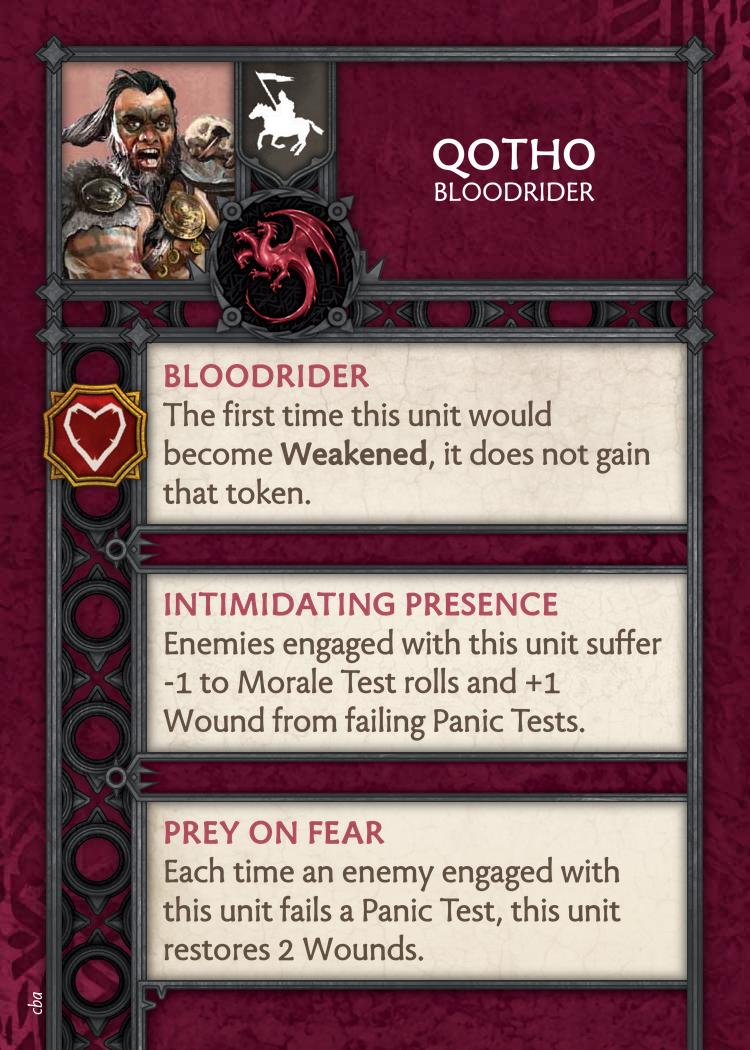 QOTHO
BLOODRIDER
BLOODRIDER
The first time this unit would
become Weakened, it does not gain
that token.
INTIMIDATING PRESENCE
Enemies engaged with this unit suffer
-1 to Morale Test rolls and +1
Wound from failing Panic Tests.
PREY ON FEAR
Each time an enemy engaged with
this unit fails a Panic Test, this unit
restores 2 Wounds.
cba